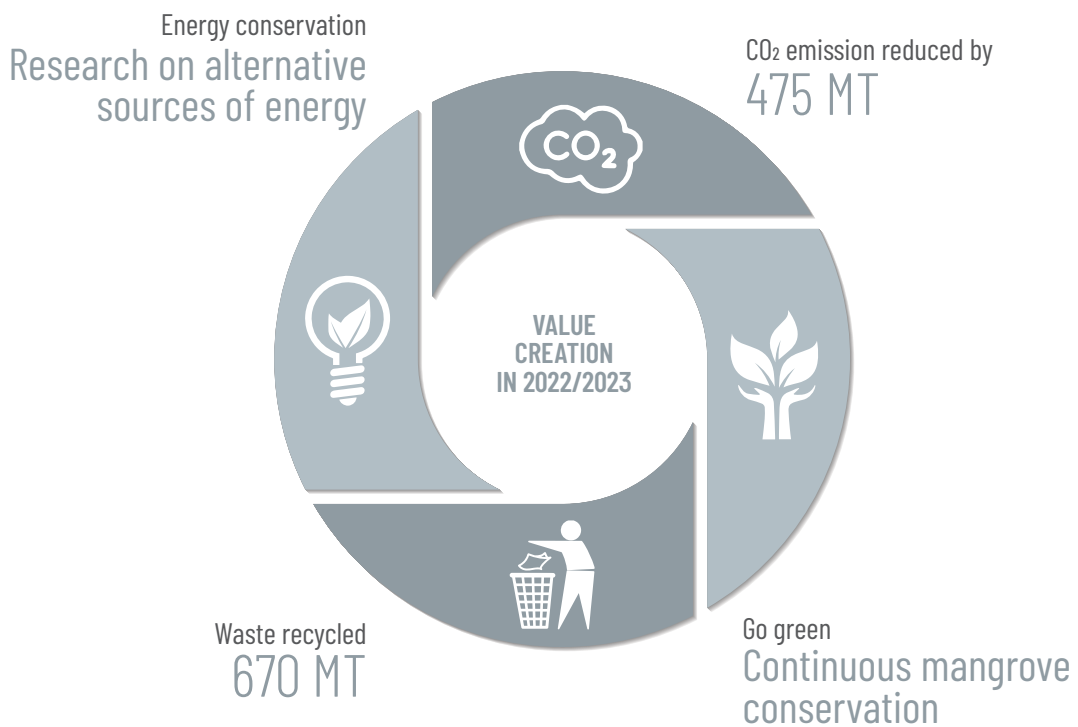 Energy conservation
Research on alternative
sources of energy
CO₂ emission reduced by
475 MT
CO₂
VALUE
CREATION
IN 2022/2023
Waste recycled
670 MT
Go green
Continuous mangrove
conservation